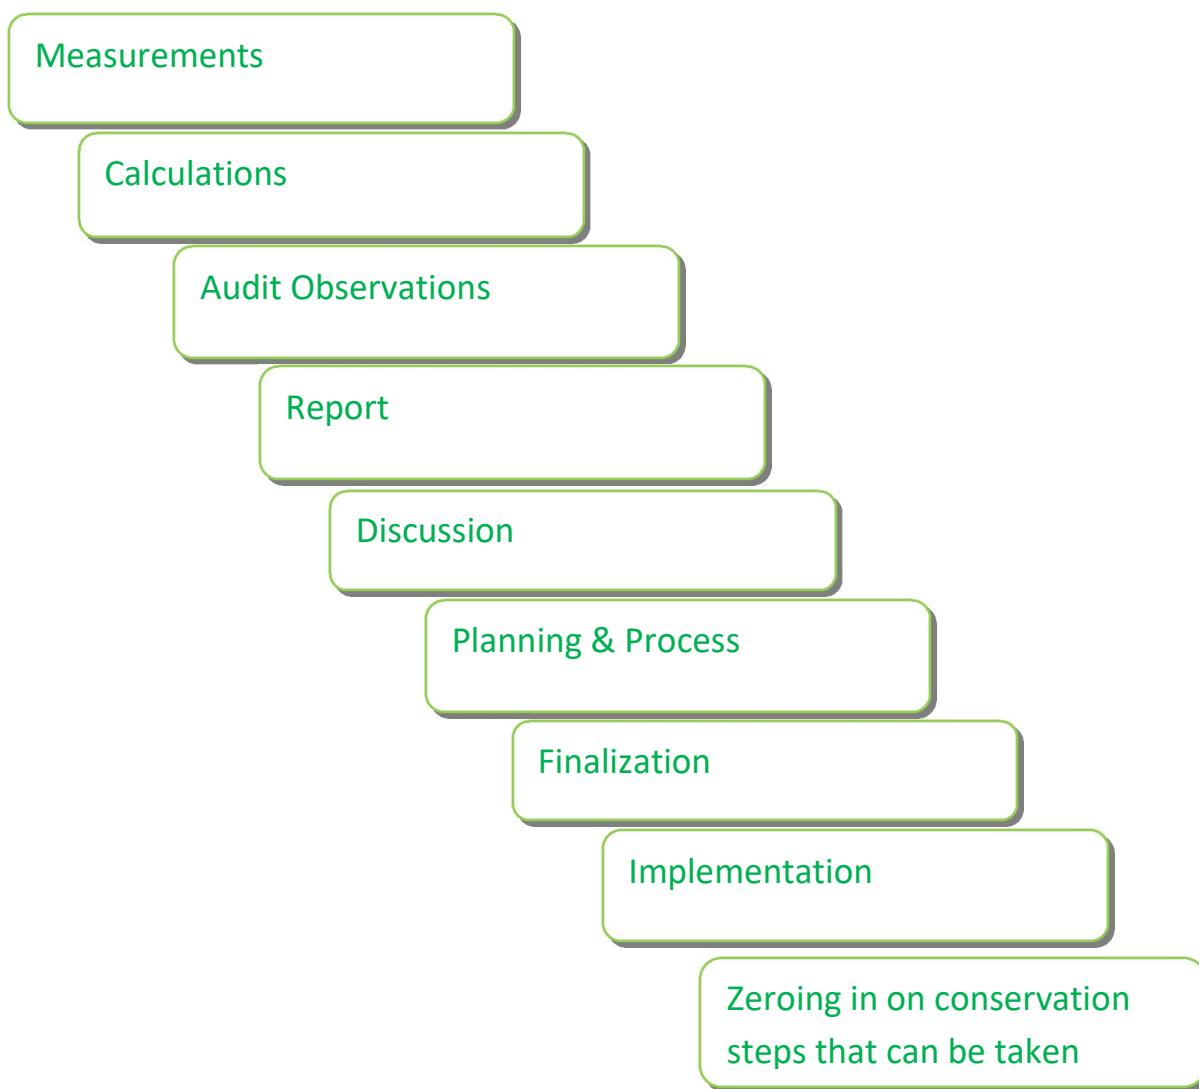 Measurements
Calculations
Audit Observations
Report
Discussion
Planning & Process
Finalization
Implementation
Zeroing in on conservation
steps that can be taken